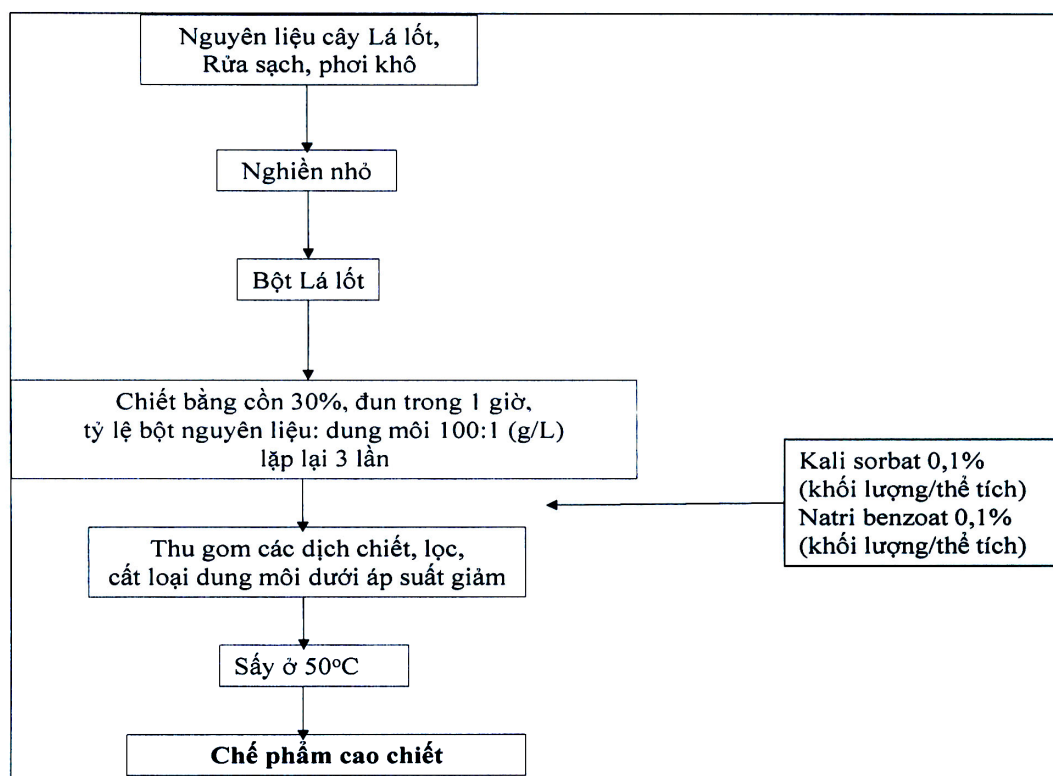 Nguyên liệu cây Lá lốt,
Rửa sạch, phơi khô
Nghiền nhỏ
Bột Lá lốt
Chiết bằng cồn 30%, đun trong 1 giờ,
tỷ lệ bột nguyên liệu: dung môi 100:1 (g/L)
lặp lại 3 lần
Kali sorbat 0,1%
(khối lượng/thể tích)
Natri benzoat 0,1%
(khối lượng/thể tích)
Thu gom các dịch chiết, lọc,
cất loại dung môi dưới áp suất giảm
Sấy ở 50°C
Chế phẩm cao chiết